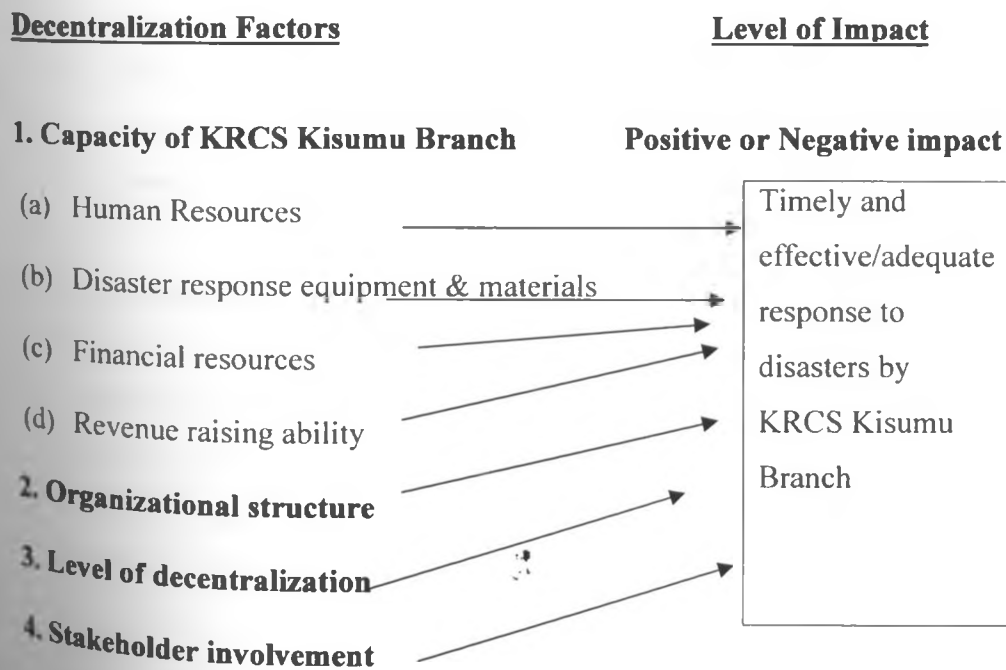 Decentralization Factors
Level of Impact
1. Capacity of KRCS Kisumu Branch
Positive or Negative impact
(a) Human Resources
(b) Disaster response equipment & materials
(c) Financial resources
(d) Revenue raising ability
2. Organizational structure
3. Level of decentralization
4. Stakeholder involvement
Timely and
effective/adequate
response to
disasters by
KRCS Kisumu
Branch